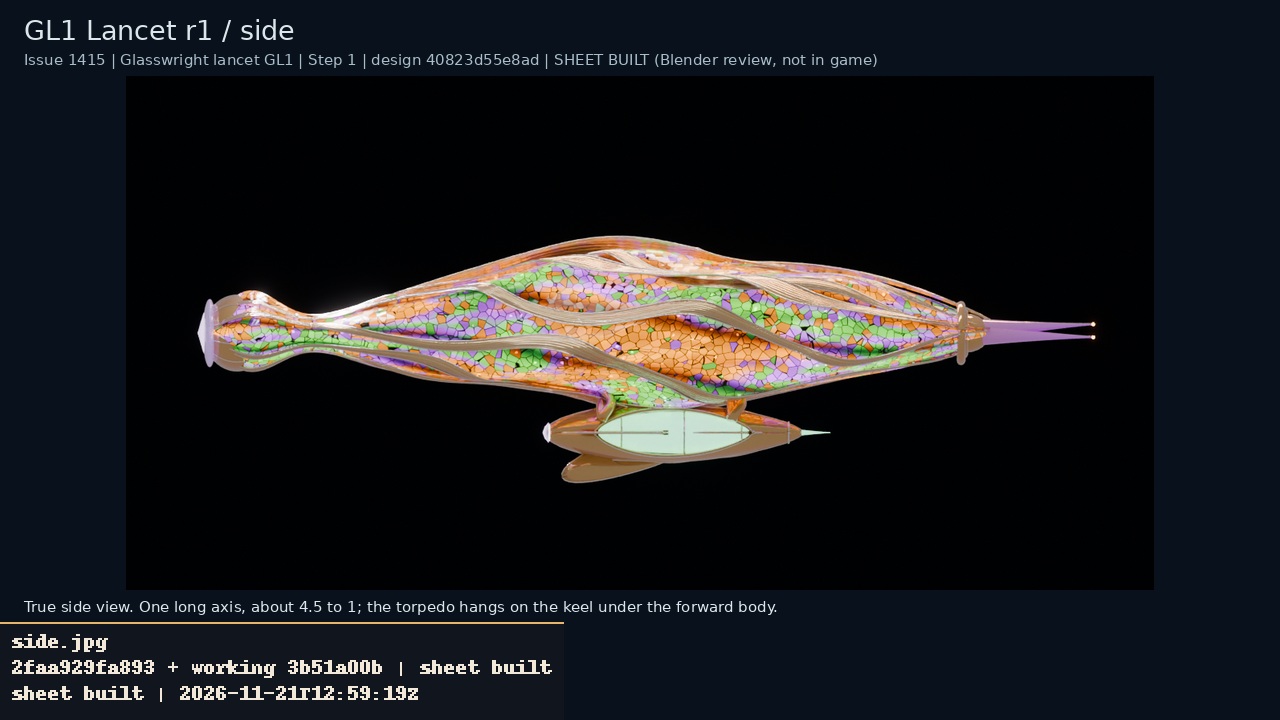 GL1 Lancet r1 / side
Issue 1415 | Glasswright lancet GL1 | Step 1 | design 40823d55e8ad | SHEET BUILT (Blender review, not in game)
True side view. One long axis, about 4.5 to 1; the torpedo hangs on the keel under the forward body.
side.jpg
2faa929fa893 + working 3b51a00b | sheet built
sheet built | 2026-11-21T12:59:19Z